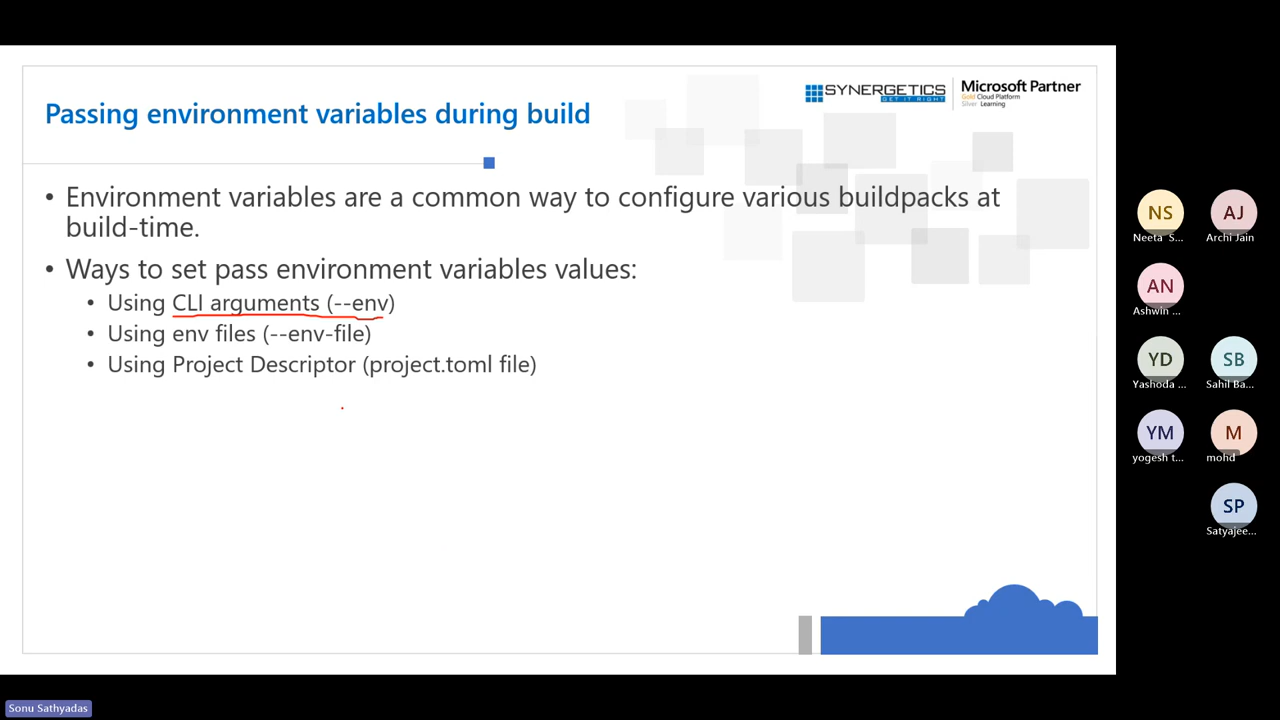 SYNERGETICS
GET IT RIGHT
Microsoft Partner
Gold Cloud Platform
Silver Learning
Passing environment variables during build
• Environment variables are a common way to configure various buildpacks at
build-time.
• Ways to set pass environment variables values:
• Using CLI arguments (--env)
• Using env files (--env-file)
• Using Project Descriptor (project.toml file)
NS
Neeta S...
AJ
Archi Jain
AN
Ashwin ...
YD
Yashoda ...
SB
Sahil Ba...
YM
yogesh t...
M
mohd
SP
Satyajee...
Sonu Sathyadas